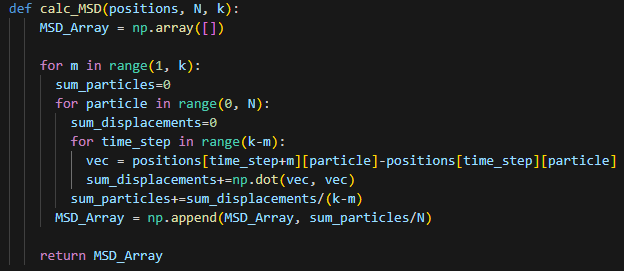 def calc_MSD(positions, N, k):
    MSD_Array = np.array([])

    for m in range(1, k):
      sum_particles=0
      for particle in range(0, N):
        sum_displacements=0
        for time_step in range(k-m):
          vec = positions[time_step+m][particle]-positions[time_step][particle]
          sum_displacements+=np.dot(vec, vec)
        sum_particles+=sum_displacements/(k-m)
      MSD_Array = np.append(MSD_Array, sum_particles/N)

    return MSD_Array